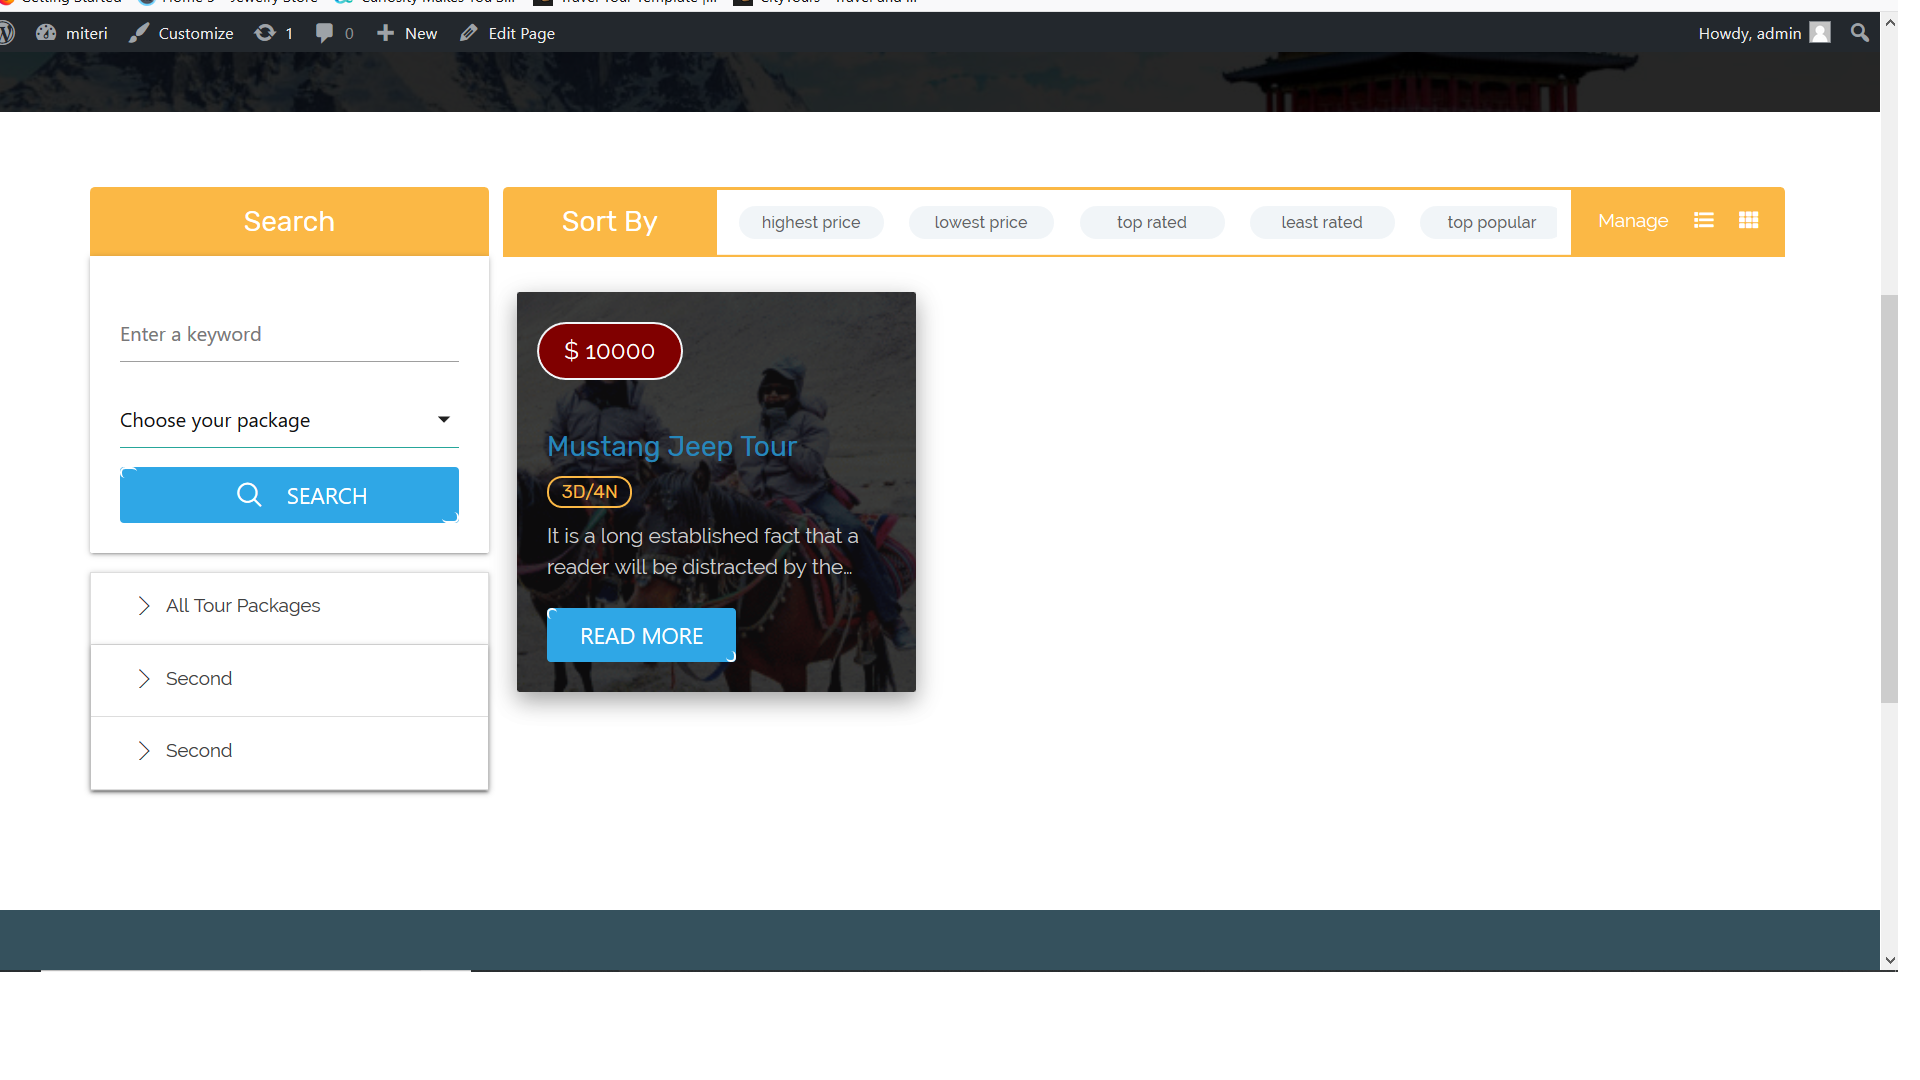 miteri Customize 1 0 New Edit Page Howdy, admin
Search
Sort By highest price lowest price top rated least rated top popular Manage
Enter a keyword
Choose your package
SEARCH
All Tour Packages
Second
Second
$ 10000
Mustang Jeep Tour
3D/4N
It is a long established fact that a
reader will be distracted by the...
READ MORE